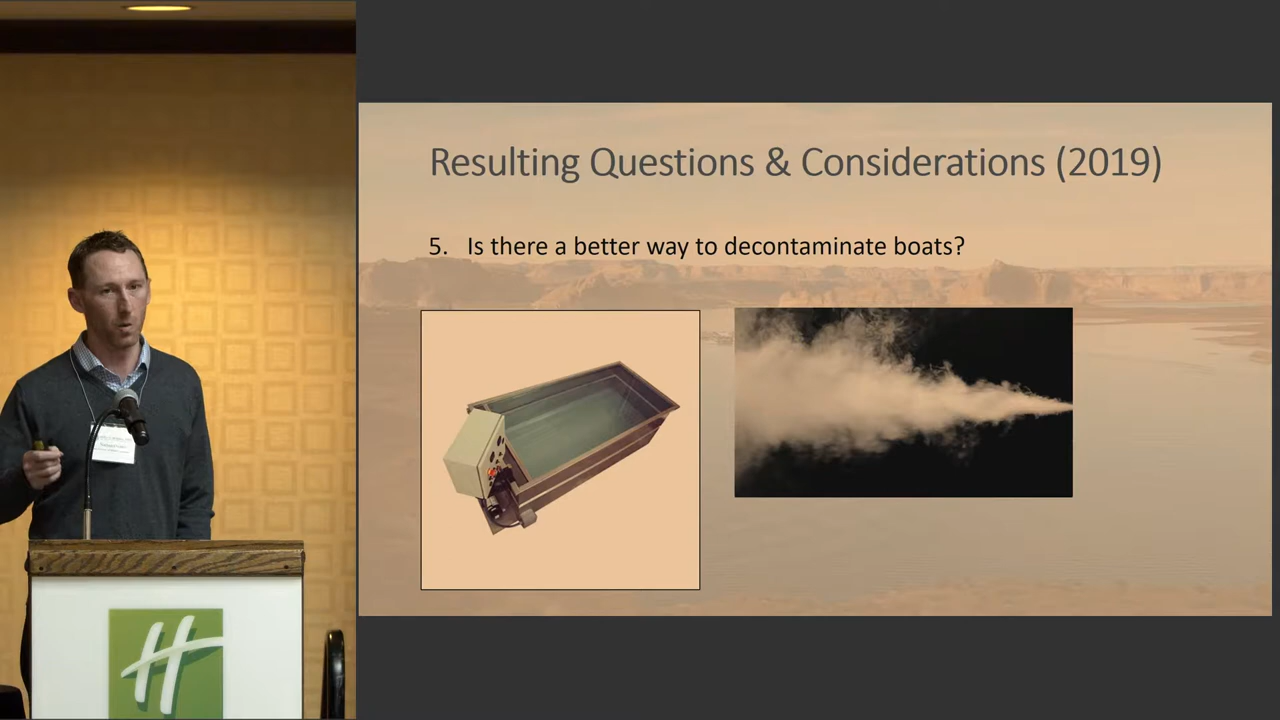 Resulting Questions & Considerations (2019)
5. Is there a better way to decontaminate boats?
H